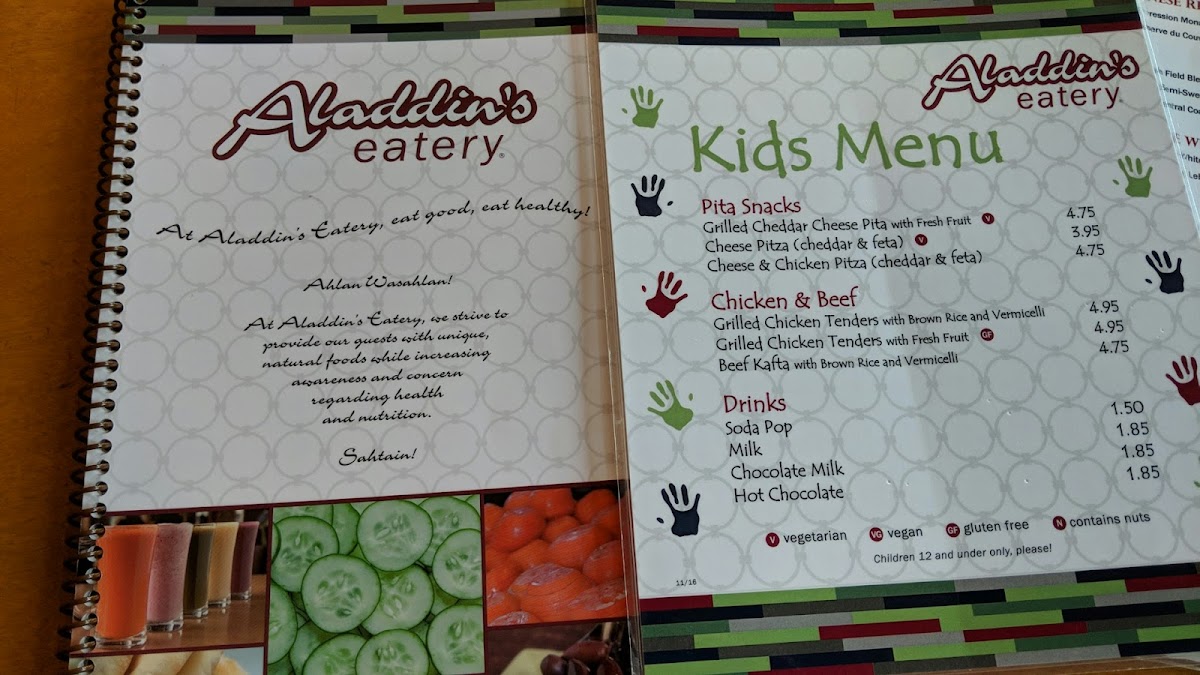 Aladdin's
eatery
At Aladdin's Eatery, eat good, eat healthy!
Ahlan Wasahlan!
At Aladdin's Eatery, we strive to
provide our guests with unique,
natural foods while increasing
awareness and concern
regarding health
and nutrition.
Sahtain!
Aladdin's
eatery
Kids Menu
Pita Snacks
Grilled Cheddar Cheese Pita with Fresh Fruit V 4.75
Cheese Pitza (cheddar & feta) V 3.95
Cheese & Chicken Pitza (cheddar & feta) 4.75
Chicken & Beef
Grilled Chicken Tenders with Brown Rice and Vermicelli 4.95
Grilled Chicken Tenders with Fresh Fruit GF 4.95
Beef Kafta with Brown Rice and Vermicelli 4.75
Drinks
Soda Pop 1.50
Milk 1.85
Chocolate Milk 1.85
Hot Chocolate 1.85
V vegetarian VG vegan GF gluten free N contains nuts
Children 12 and under only, please!
11/16